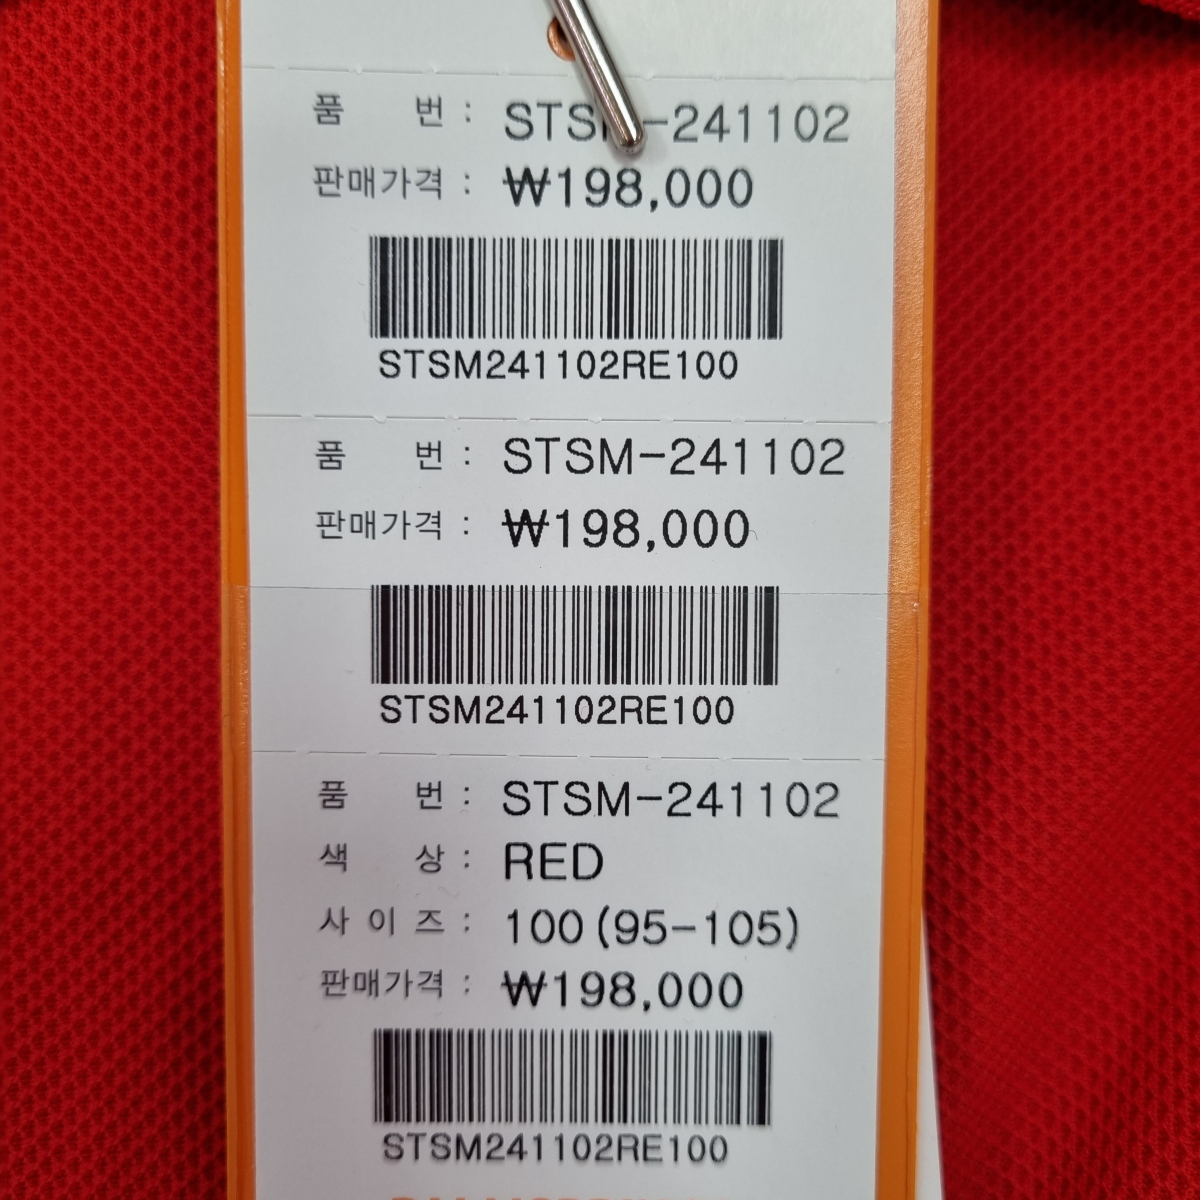 품 번 : STSM-241102
판매가격 : ₩198,000
STSM241102RE100
품 번 : STSM-241102
판매가격 : ₩198,000
STSM241102RE100
품 번 : STSM-241102
색 상 : RED
사 이 즈 : 100(95-105)
판매가격 : ₩198,000
STSM241102RE100